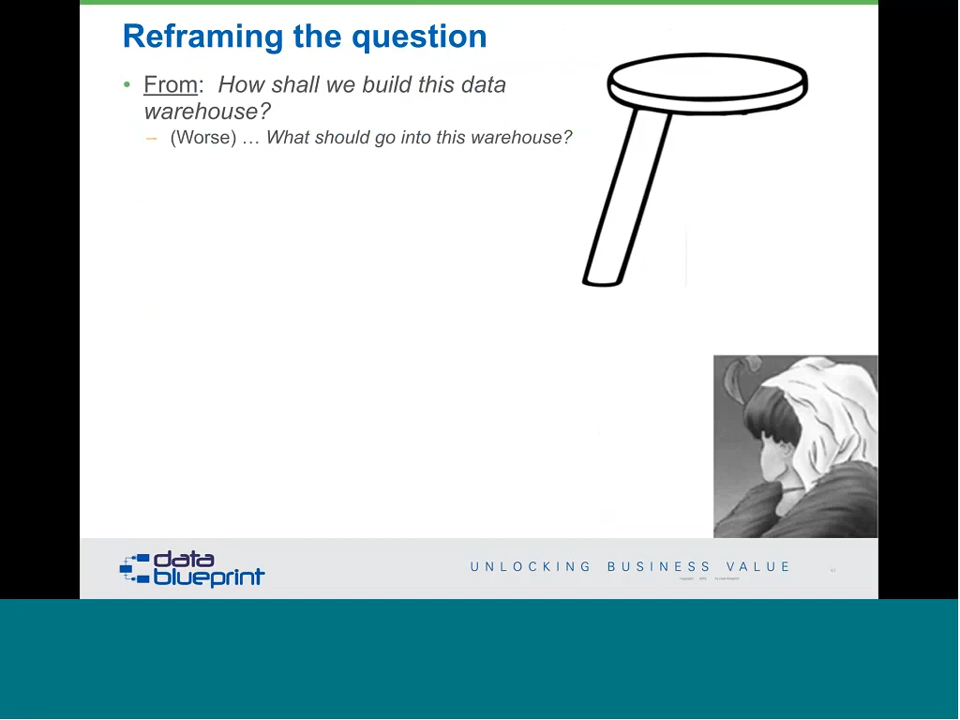 Reframing the question
• From: How shall we build this data
warehouse?
– (Worse) … What should go into this warehouse?
data
blueprint
UNLOCKING BUSINESS VALUE